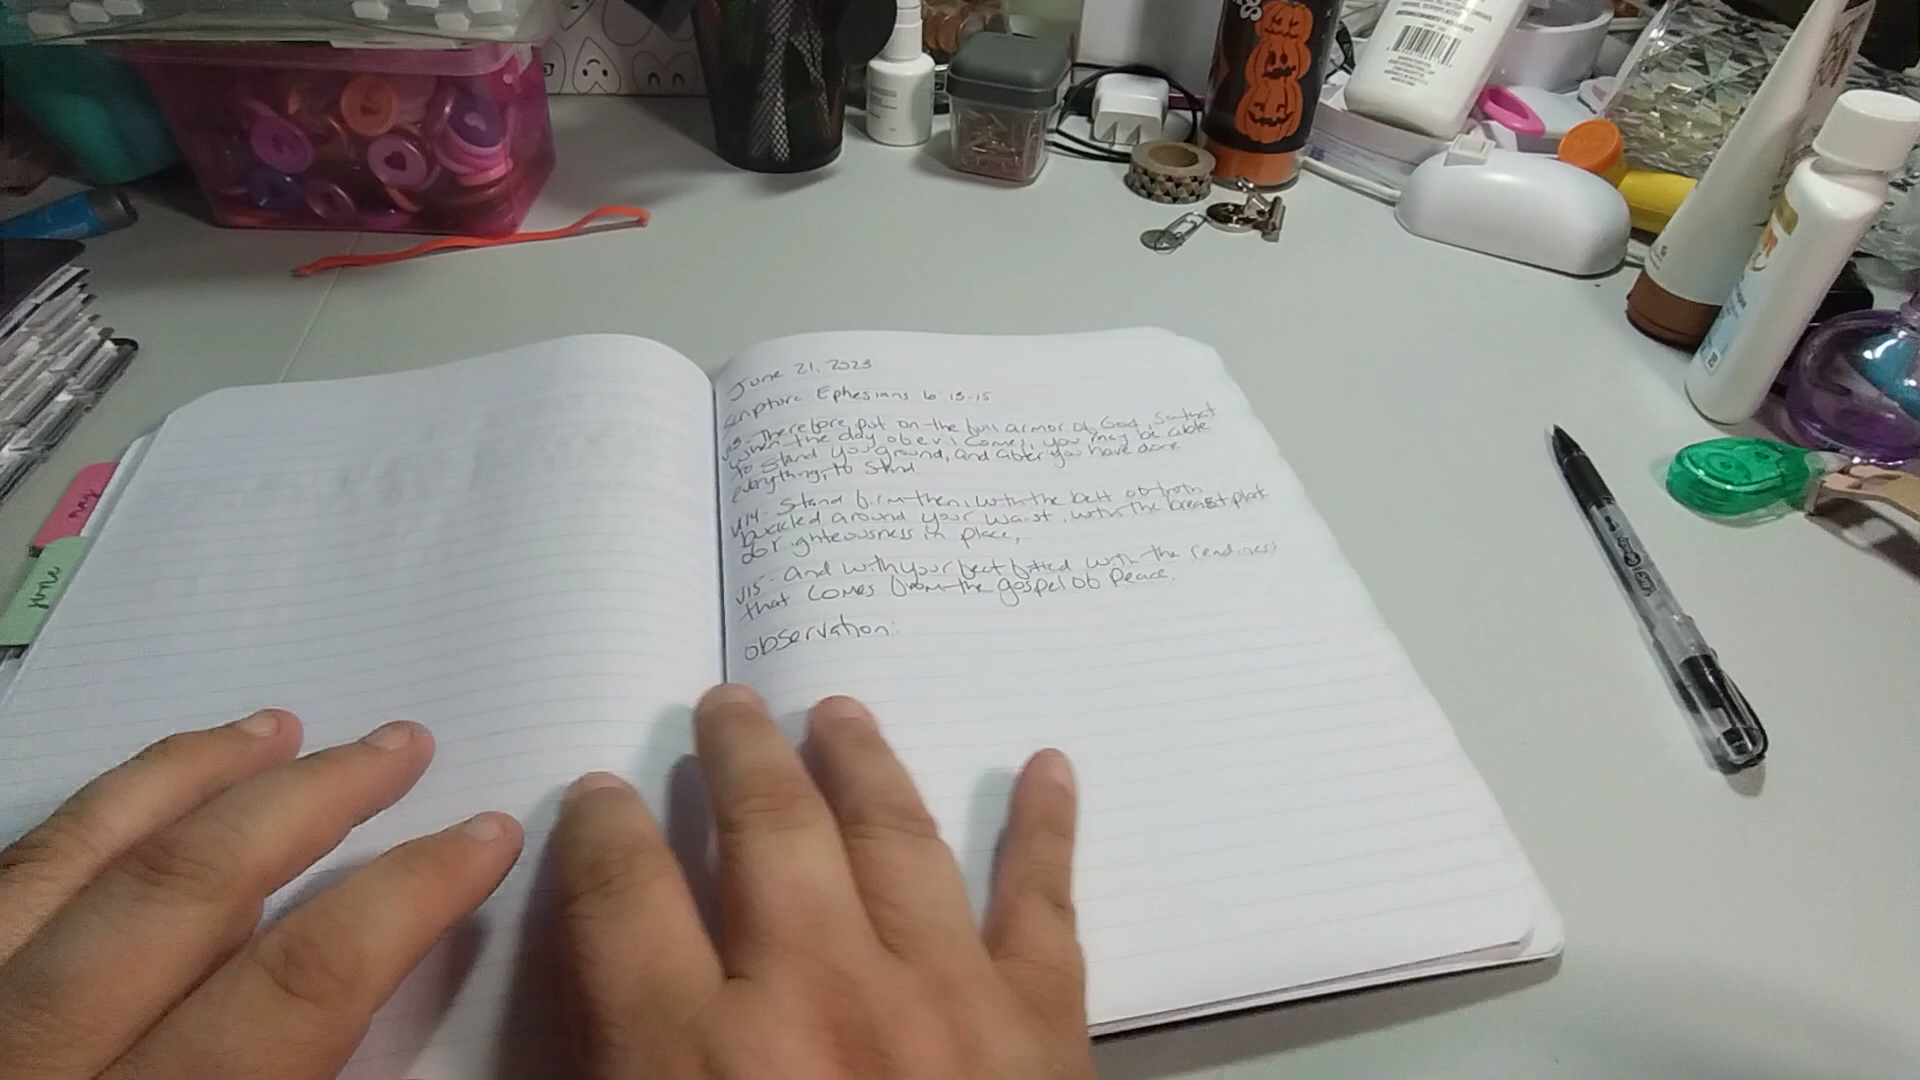 June 21, 2023
Scripture Ephesians 6:13-15
v13- Therefore put on the full armor of God, so that
when the day of evil comes, you may be able
to stand your ground, and after you have done
everything, to stand.
v14- Stand firm then, with the belt of truth
buckled around your waist, with the breastplate
of righteousness in place,
v15- And with your feet fitted with the readiness
that comes from the gospel of Peace.
observation: